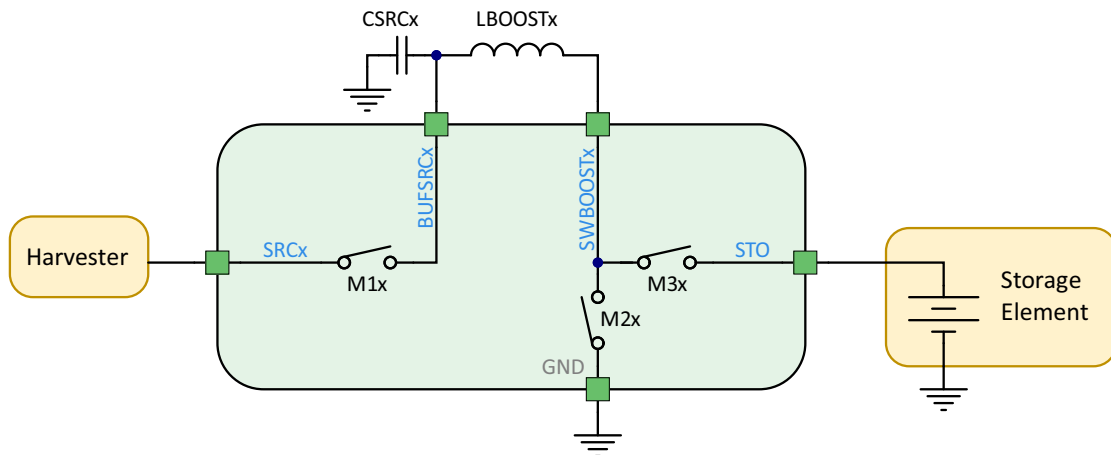 CSRCx
LBOOSTx
BUFSRCx
SWBOOSTx
Harvester
SRCx
M1x
M3x
STO
M2x
GND
Storage
Element